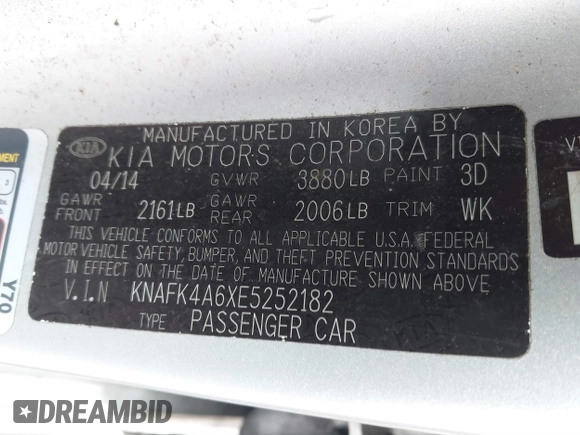 MANUFACTURED IN KOREA BY
KIA KIA MOTORS CORPORATION
04/14 GVWR 3880LB PAINT 3D
GAWR FRONT 2161LB GAWR REAR 2006LB TRIM WK
THIS VEHICLE CONFORMS TO ALL APPLICABLE U.S.A. FEDERAL
MOTOR VEHICLE SAFETY, BUMPER, AND THEFT PREVENTION STANDARDS
IN EFFECT ON THE DATE OF MANUFACTURE SHOWN ABOVE.
V.I.N KNAFK4A6XE5252182
TYPE PASSENGER CAR
Y70
DREAMBID